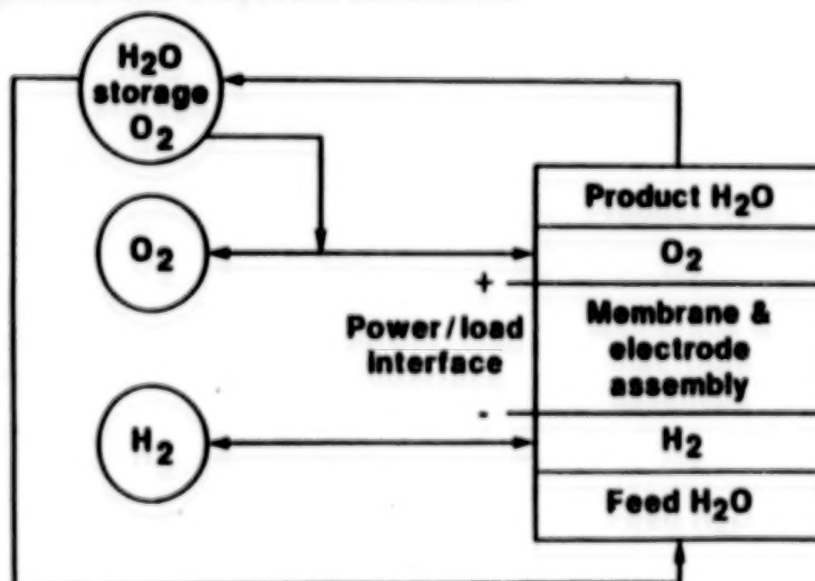 H2O
storage
O2
O2
H2
Power/load
interface
+
-
Product H2O
O2
Membrane &
electrode
assembly
H2
Feed H2O